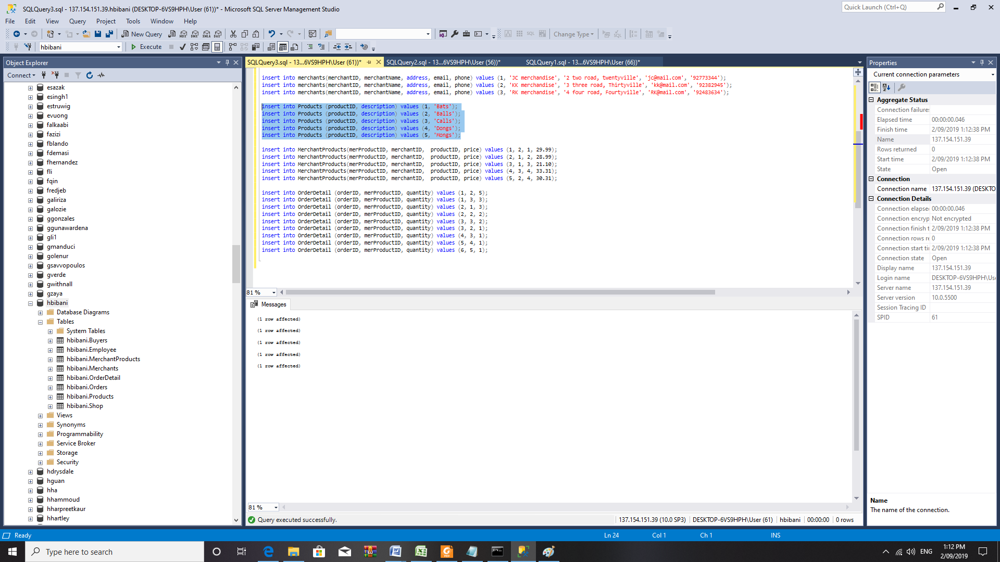 SQLQuery3.sql - 137.154.151.39.hbibani (DESKTOP-6VS9HPH\User (61))* - Microsoft SQL Server Management Studio
Quick Launch (Ctrl+Q)
File Edit View Query Project Tools Window Help
New Query
MDX DMX XMLA DAX
Change Type
hbibani
Execute
Object Explorer
Connect
esazak
esingh1
estruwig
evuong
falkaabi
fazizi
fblando
fdemasi
fhernandez
fli
fqin
fredjeb
galiriza
galozie
ggonzales
ggunawardena
gli1
gmanduci
golenur
gsavvopoulos
gverde
gwithnall
gzaya
hbibani
Database Diagrams
Tables
System Tables
hbibani.Buyers
hbibani.Employee
hbibani.MerchantProducts
hbibani.Merchants
hbibani.OrderDetail
hbibani.Orders
hbibani.Products
hbibani.Shop
Views
Synonyms
Programmability
Service Broker
Storage
Security
hdrysdale
hguan
hha
hhammoud
hharpreetkaur
hhartley
SQLQuery3.sql - 13...6VS9HPH\User (61))*
SQLQuery2.sql - 13...6VS9HPH\User (56))*
SQLQuery1.sql - 13...6VS9HPH\User (66))*
insert into merchants(merchantID, merchantName, address, email, phone) values (1, 'JC merchandise', '2 two road, twentyville', 'jc@mail.com', '92773344');
insert into merchants(merchantID, merchantName, address, email, phone) values (2, 'KK merchandise', '3 three road, Thirtyville', 'kk@mail.com', '92382945');
insert into merchants(merchantID, merchantName, address, email, phone) values (3, 'RK merchandise', '4 four road, Fourtyville', 'RK@mail.com', '92483634');
insert into Products (productID, description) values (1, 'Bats');
insert into Products (productID, description) values (2, 'Balls');
insert into Products (productID, description) values (3, 'Calls');
insert into Products (productID, description) values (4, 'Dongs');
insert into Products (productID, description) values (5, 'Mongs');
insert into MerchantProducts(merProductID, merchantID,  productID, price) values (1, 2, 1, 29.99);
insert into MerchantProducts(merProductID, merchantID,  productID, price) values (2, 1, 2, 28.99);
insert into MerchantProducts(merProductID, merchantID,  productID, price) values (3, 1, 3, 21.10);
insert into MerchantProducts(merProductID, merchantID,  productID, price) values (4, 3, 4, 33.31);
insert into MerchantProducts(merProductID, merchantID,  productID, price) values (5, 2, 4, 30.31);
insert into OrderDetail (orderID, merProductID, quantity) values (1, 2, 5);
insert into OrderDetail (orderID, merProductID, quantity) values (1, 3, 3);
insert into OrderDetail (orderID, merProductID, quantity) values (2, 1, 3);
insert into OrderDetail (orderID, merProductID, quantity) values (2, 2, 2);
insert into OrderDetail (orderID, merProductID, quantity) values (3, 3, 2);
insert into OrderDetail (orderID, merProductID, quantity) values (3, 2, 1);
insert into OrderDetail (orderID, merProductID, quantity) values (4, 3, 1);
insert into OrderDetail (orderID, merProductID, quantity) values (5, 4, 1);
insert into OrderDetail (orderID, merProductID, quantity) values (6, 5, 1);
81 %
Messages
(1 row affected)
(1 row affected)
(1 row affected)
(1 row affected)
(1 row affected)
81 %
Query executed successfully.
137.154.151.39 (10.0 SP3) DESKTOP-6VS9HPH\User (61) hbibani 00:00:00 0 rows
Properties
Current connection parameters
Aggregate Status
Connection failures
Elapsed time 00:00:00.046
Finish time 2/09/2019 1:12:38 PM
Name 137.154.151.39
Rows returned 0
Start time 2/09/2019 1:12:38 PM
State Open
Connection
Connection name 137.154.151.39 (DESKTO
Connection Details
Connection elapse 00:00:00.046
Connection encryp Not encrypted
Connection finish t 2/09/2019 1:12:38 PM
Connection rows re 0
Connection start ti 2/09/2019 1:12:38 PM
Connection state Open
Display name 137.154.151.39
Login name DESKTOP-6VS9HPH\Use
Server name 137.154.151.39
Server version 10.0.5500
Session Tracing ID
SPID 61
Name
The name of the connection.
Ready
Ln 24 Col 1 Ch 1 INS
Type here to search
ENG
1:12 PM
2/09/2019